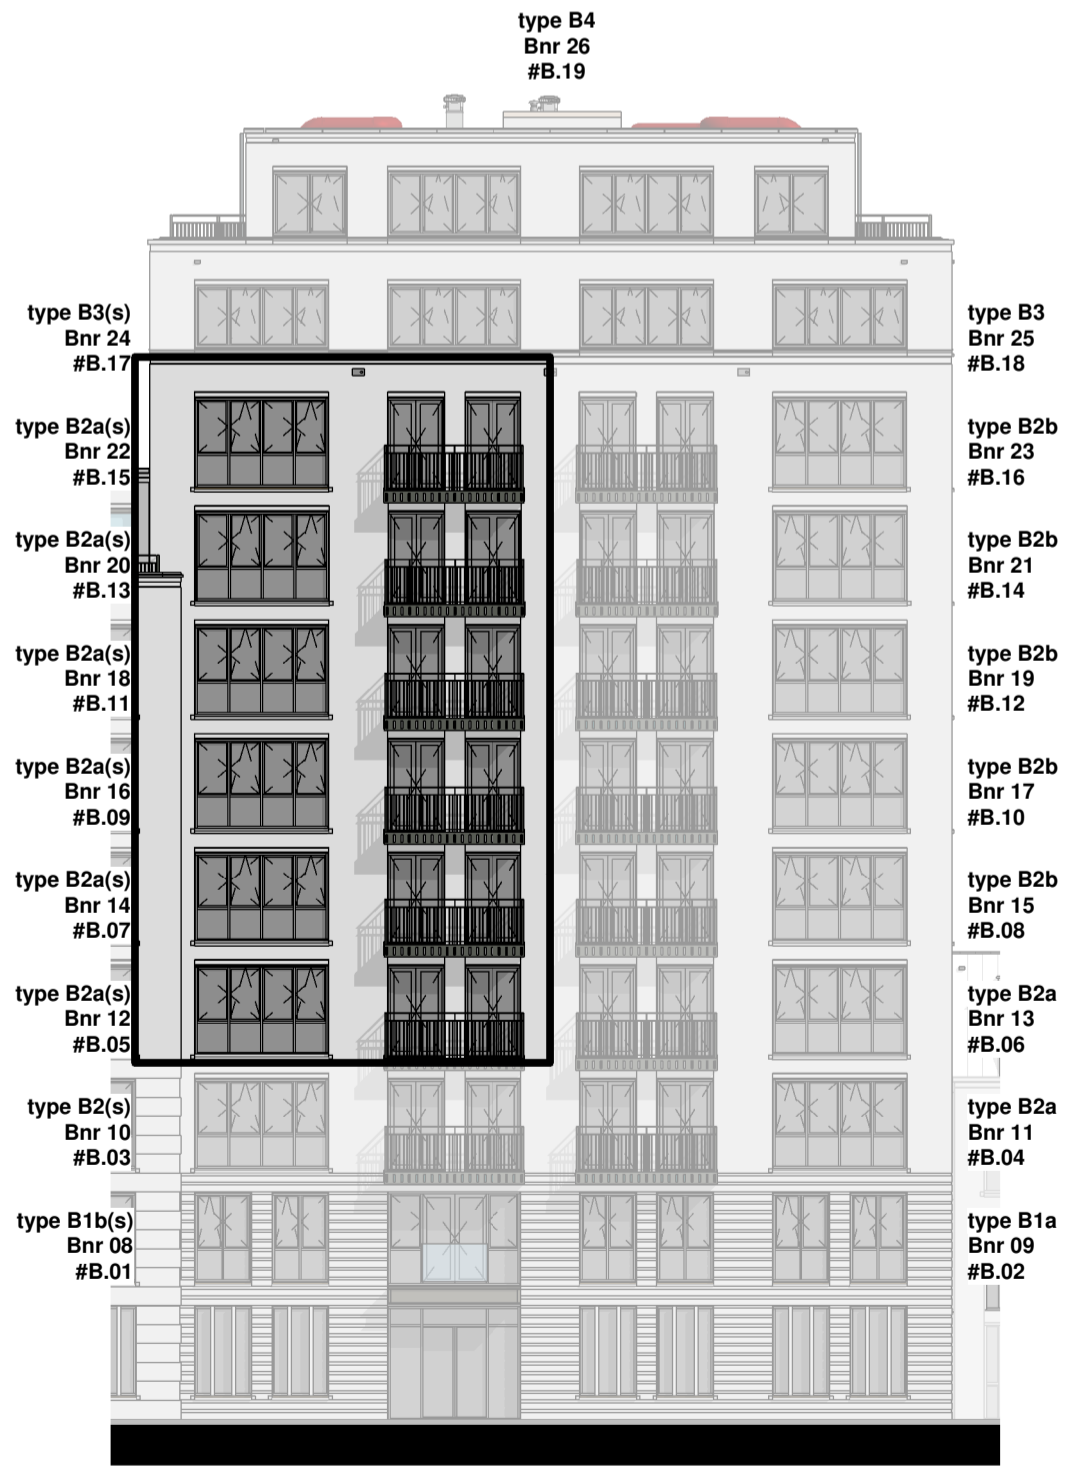 type B4
Bnr 26
#B.19
type B3(s)
Bnr 24
#B.17
type B3
Bnr 25
#B.18
type B2a(s)
Bnr 22
#B.15
type B2b
Bnr 23
#B.16
type B2a(s)
Bnr 20
#B.13
type B2b
Bnr 21
#B.14
type B2a(s)
Bnr 18
#B.11
type B2b
Bnr 19
#B.12
type B2a(s)
Bnr 16
#B.09
type B2b
Bnr 17
#B.10
type B2a(s)
Bnr 14
#B.07
type B2b
Bnr 15
#B.08
type B2a(s)
Bnr 12
#B.05
type B2a
Bnr 13
#B.06
type B2(s)
Bnr 10
#B.03
type B2a
Bnr 11
#B.04
type B1b(s)
Bnr 08
#B.01
type B1a
Bnr 09
#B.02